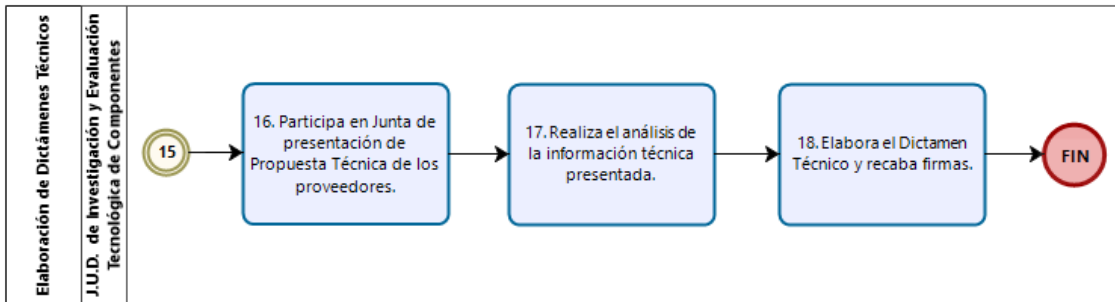 Elaboración de Dictámenes Técnicos
J.U.D. de Investigación y Evaluación
Tecnológica de Componentes
15
16. Participa en Junta de
presentación de
Propuesta Técnica de los
proveedores.
17. Realiza el análisis de
la información técnica
presentada.
18. Elabora el Dictamen
Técnico y recaba firmas.
FIN